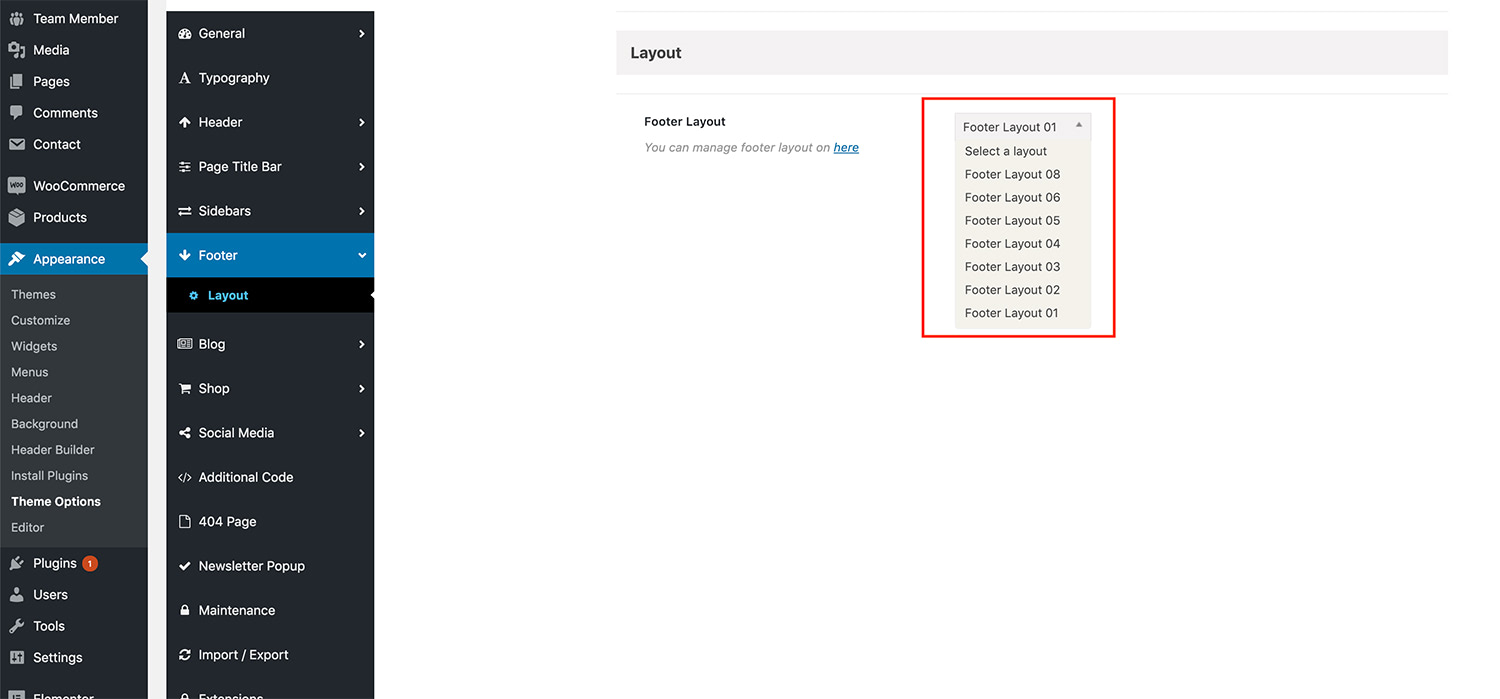 Team Member
Media
Pages
Comments
Contact
WOO WooCommerce
Products
Appearance
Themes
Customize
Widgets
Menus
Header
Background
Header Builder
Install Plugins
Theme Options
Editor
Plugins 1
Users
Tools
Settings
Elementor
General
Typography
Header
Page Title Bar
Sidebars
Footer
Layout
Blog
Shop
Social Media
Additional Code
404 Page
Newsletter Popup
Maintenance
Import / Export
Extensions
Layout
Footer Layout
You can manage footer layout on here
Footer Layout 01
Select a layout
Footer Layout 08
Footer Layout 06
Footer Layout 05
Footer Layout 04
Footer Layout 03
Footer Layout 02
Footer Layout 01